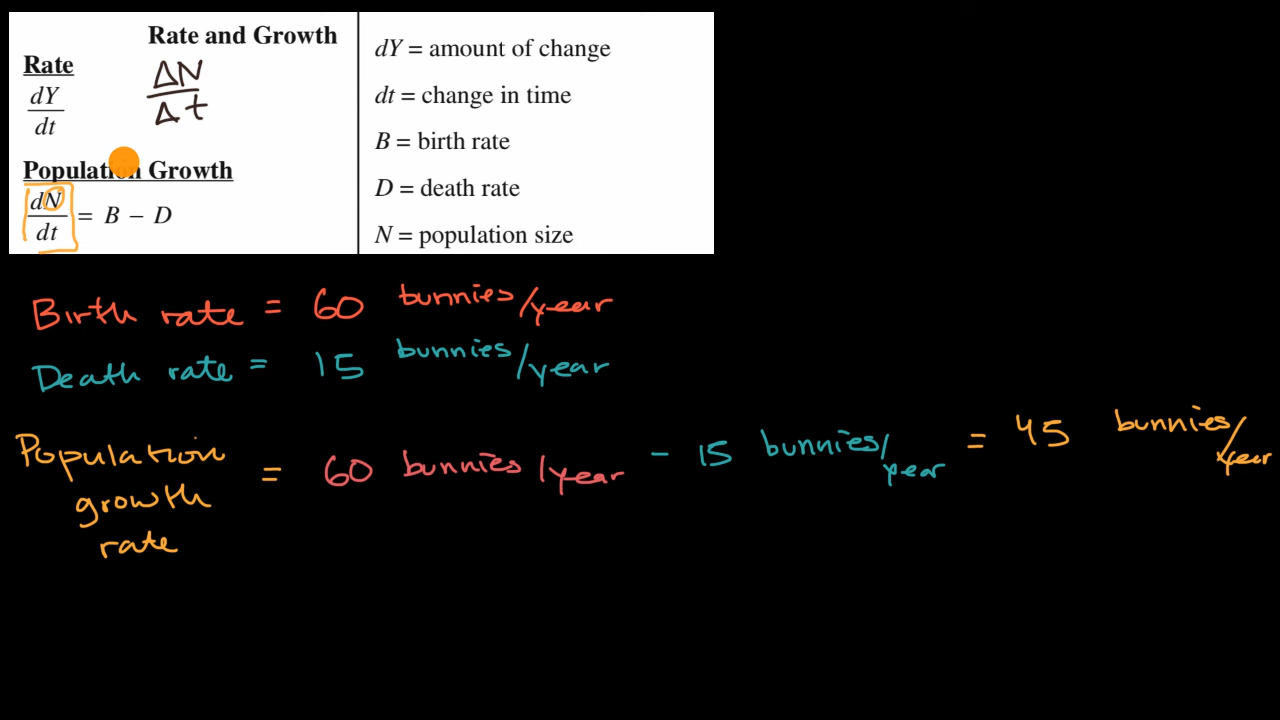 Rate and Growth
Rate
dY/dt
ΔN/Δt
Population Growth
dN/dt = B − D
dY = amount of change
dt = change in time
B = birth rate
D = death rate
N = population size
Birth rate = 60 bunnies/year
Death rate = 15 bunnies/year
Population growth rate = 60 bunnies/year - 15 bunnies/year = 45 bunnies/year